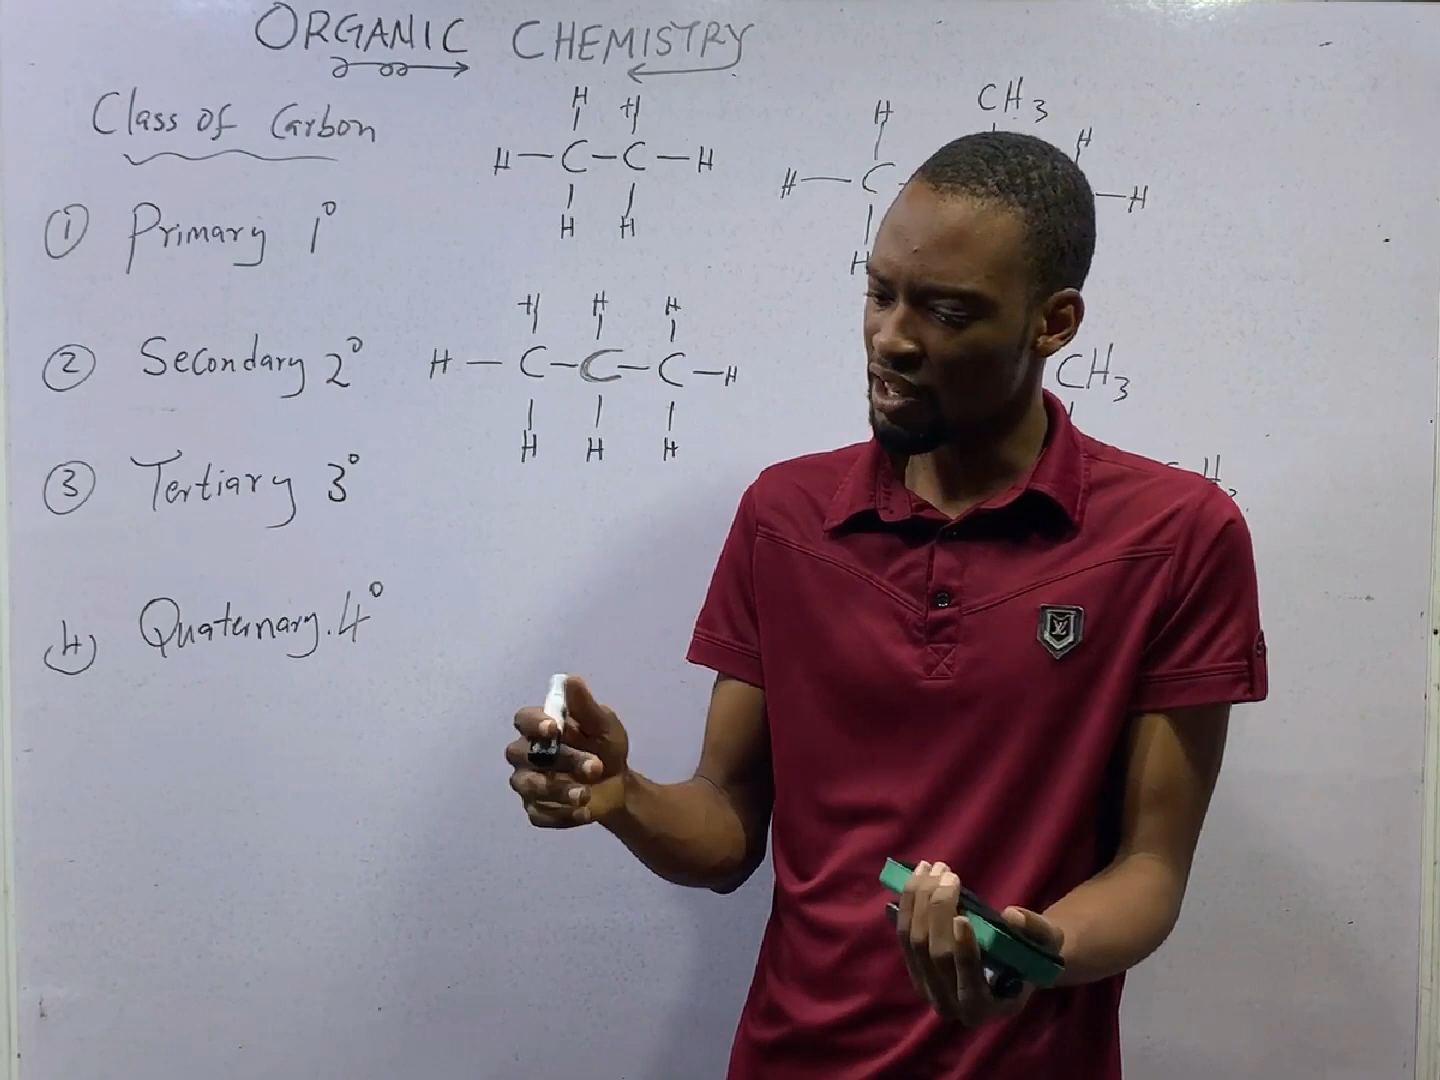 ORGANIC CHEMISTRY
Class of Carbon
① Primary 1°
② Secondary 2°
③ Tertiary 3°
④ Quaternary. 4°
H H
H—C—C—H
H H
H H H
H—C—C—C—H
H H H
CH3
H H
H—C —H
H
CH3
LV